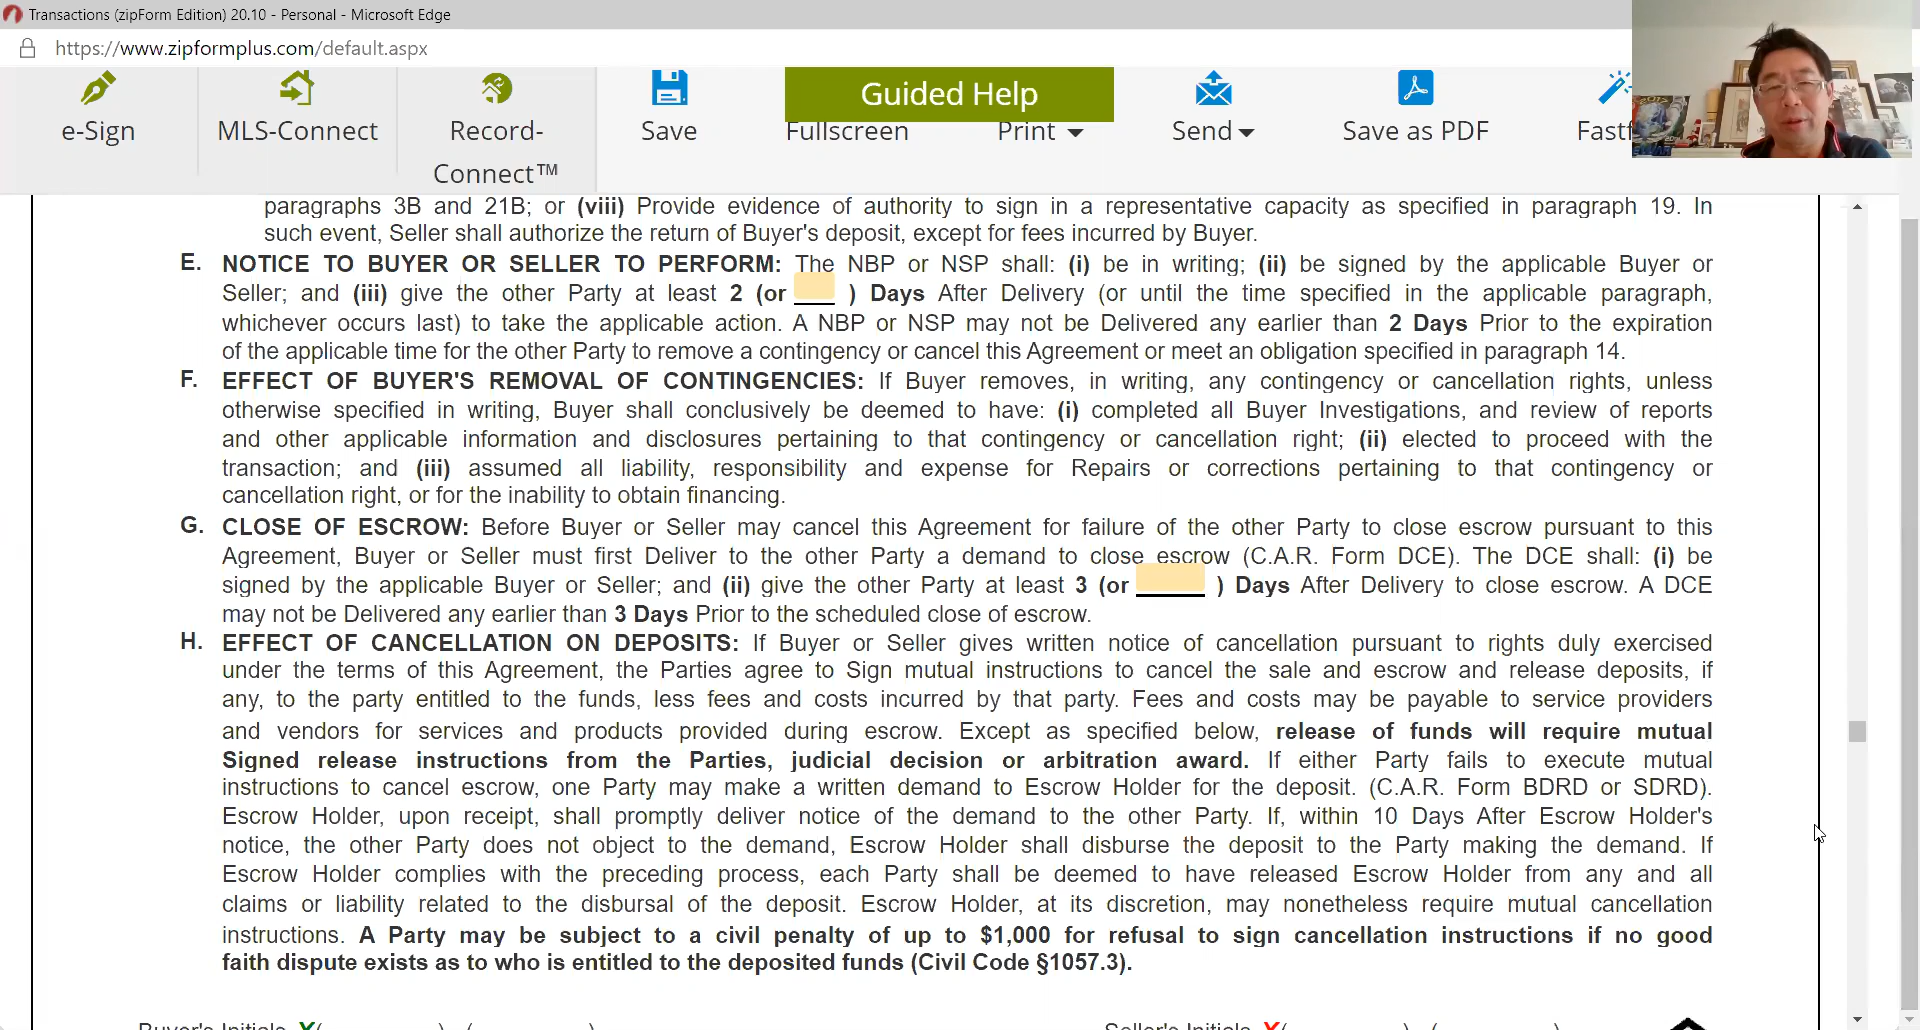 Transactions (zipForm Edition) 20.10 - Personal - Microsoft Edge
https://www.zipformplus.com/default.aspx
e-Sign
MLS-Connect
Record-
Connect™
Save
Guided Help
Fullscreen
Print
Send
Save as PDF
Fastf
paragraphs 3B and 21B; or (viii) Provide evidence of authority to sign in a representative capacity as specified in paragraph 19. In
such event, Seller shall authorize the return of Buyer's deposit, except for fees incurred by Buyer.
E. NOTICE TO BUYER OR SELLER TO PERFORM: The NBP or NSP shall: (i) be in writing; (ii) be signed by the applicable Buyer or
Seller; and (iii) give the other Party at least 2 (or ) Days After Delivery (or until the time specified in the applicable paragraph,
whichever occurs last) to take the applicable action. A NBP or NSP may not be Delivered any earlier than 2 Days Prior to the expiration
of the applicable time for the other Party to remove a contingency or cancel this Agreement or meet an obligation specified in paragraph 14.
F. EFFECT OF BUYER'S REMOVAL OF CONTINGENCIES: If Buyer removes, in writing, any contingency or cancellation rights, unless
otherwise specified in writing, Buyer shall conclusively be deemed to have: (i) completed all Buyer Investigations, and review of reports
and other applicable information and disclosures pertaining to that contingency or cancellation right; (ii) elected to proceed with the
transaction; and (iii) assumed all liability, responsibility and expense for Repairs or corrections pertaining to that contingency or
cancellation right, or for the inability to obtain financing.
G. CLOSE OF ESCROW: Before Buyer or Seller may cancel this Agreement for failure of the other Party to close escrow pursuant to this
Agreement, Buyer or Seller must first Deliver to the other Party a demand to close escrow (C.A.R. Form DCE). The DCE shall: (i) be
signed by the applicable Buyer or Seller; and (ii) give the other Party at least 3 (or ) Days After Delivery to close escrow. A DCE
may not be Delivered any earlier than 3 Days Prior to the scheduled close of escrow.
H. EFFECT OF CANCELLATION ON DEPOSITS: If Buyer or Seller gives written notice of cancellation pursuant to rights duly exercised
under the terms of this Agreement, the Parties agree to Sign mutual instructions to cancel the sale and escrow and release deposits, if
any, to the party entitled to the funds, less fees and costs incurred by that party. Fees and costs may be payable to service providers
and vendors for services and products provided during escrow. Except as specified below, release of funds will require mutual
Signed release instructions from the Parties, judicial decision or arbitration award. If either Party fails to execute mutual
instructions to cancel escrow, one Party may make a written demand to Escrow Holder for the deposit. (C.A.R. Form BDRD or SDRD).
Escrow Holder, upon receipt, shall promptly deliver notice of the demand to the other Party. If, within 10 Days After Escrow Holder's
notice, the other Party does not object to the demand, Escrow Holder shall disburse the deposit to the Party making the demand. If
Escrow Holder complies with the preceding process, each Party shall be deemed to have released Escrow Holder from any and all
claims or liability related to the disbursal of the deposit. Escrow Holder, at its discretion, may nonetheless require mutual cancellation
instructions. A Party may be subject to a civil penalty of up to $1,000 for refusal to sign cancellation instructions if no good
faith dispute exists as to who is entitled to the deposited funds (Civil Code §1057.3).
Buyer's Initials X( ) ( ) Seller's Initials X( ) ( )